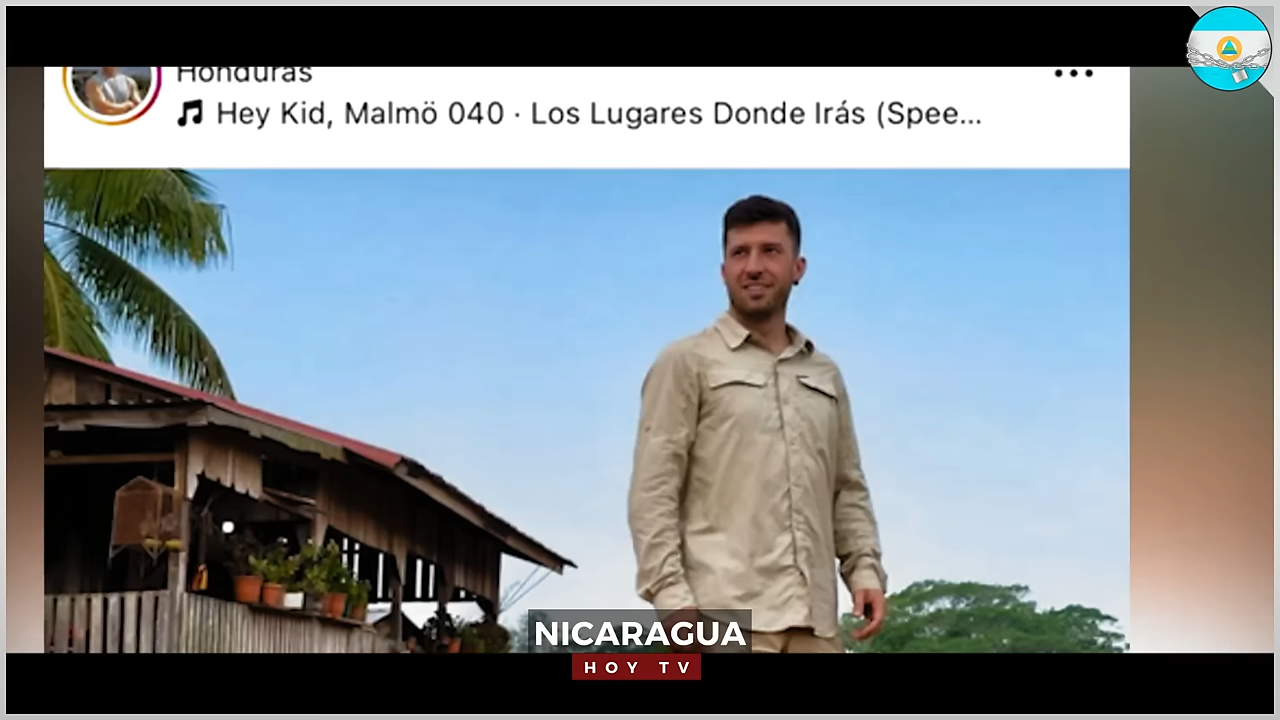 Honduras
Hey Kid, Malmö 040 · Los Lugares Donde Irás (Spee...
NICARAGUA
HOY TV